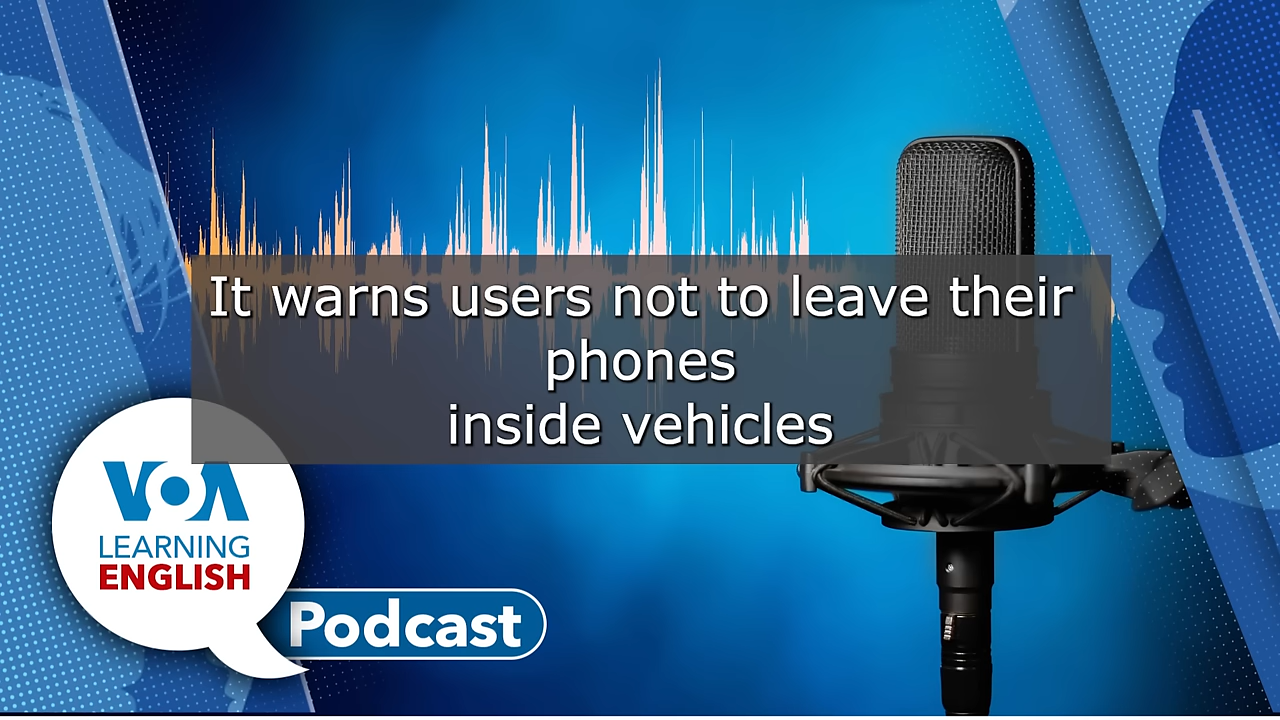 It warns users not to leave their
phones
inside vehicles
VOA
LEARNING
ENGLISH
Podcast